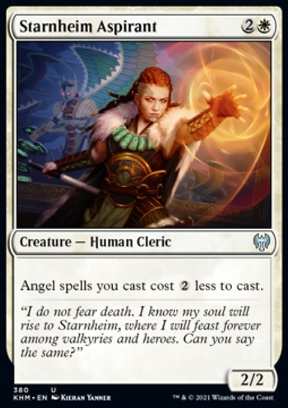 Starnheim Aspirant 2
Creature — Human Cleric
Angel spells you cast cost 2 less to cast.
“I do not fear death. I know my soul will
rise to Starnheim, where I will feast forever
among valkyries and heroes. Can you say
the same?”
2/2
380 U
KHM • EN KIERAN YANNER
™ & © 2021 Wizards of the Coast